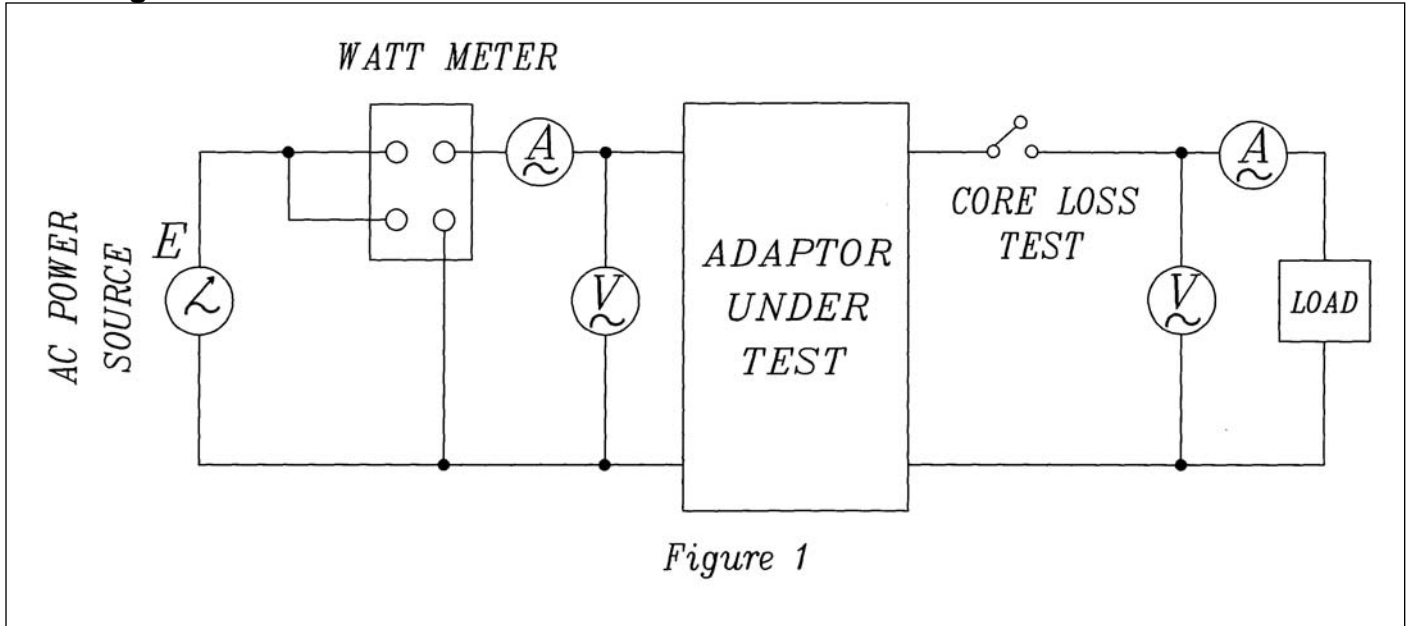 WATT METER
A
A
E
AC POWER
SOURCE
V
ADAPTOR
UNDER
TEST
CORE LOSS
TEST
V
LOAD
Figure 1